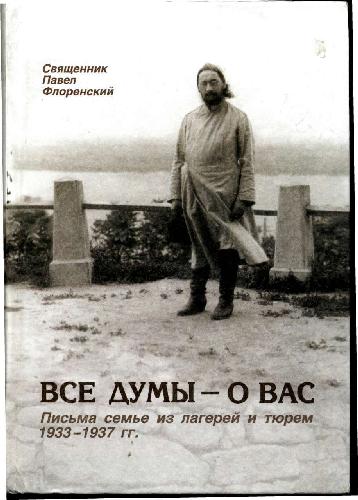 Священник
Павел
Флоренский
ВСЕ ДУМЫ – О ВАС
Письма семье из лагерей и тюрем
1933–1937 гг.